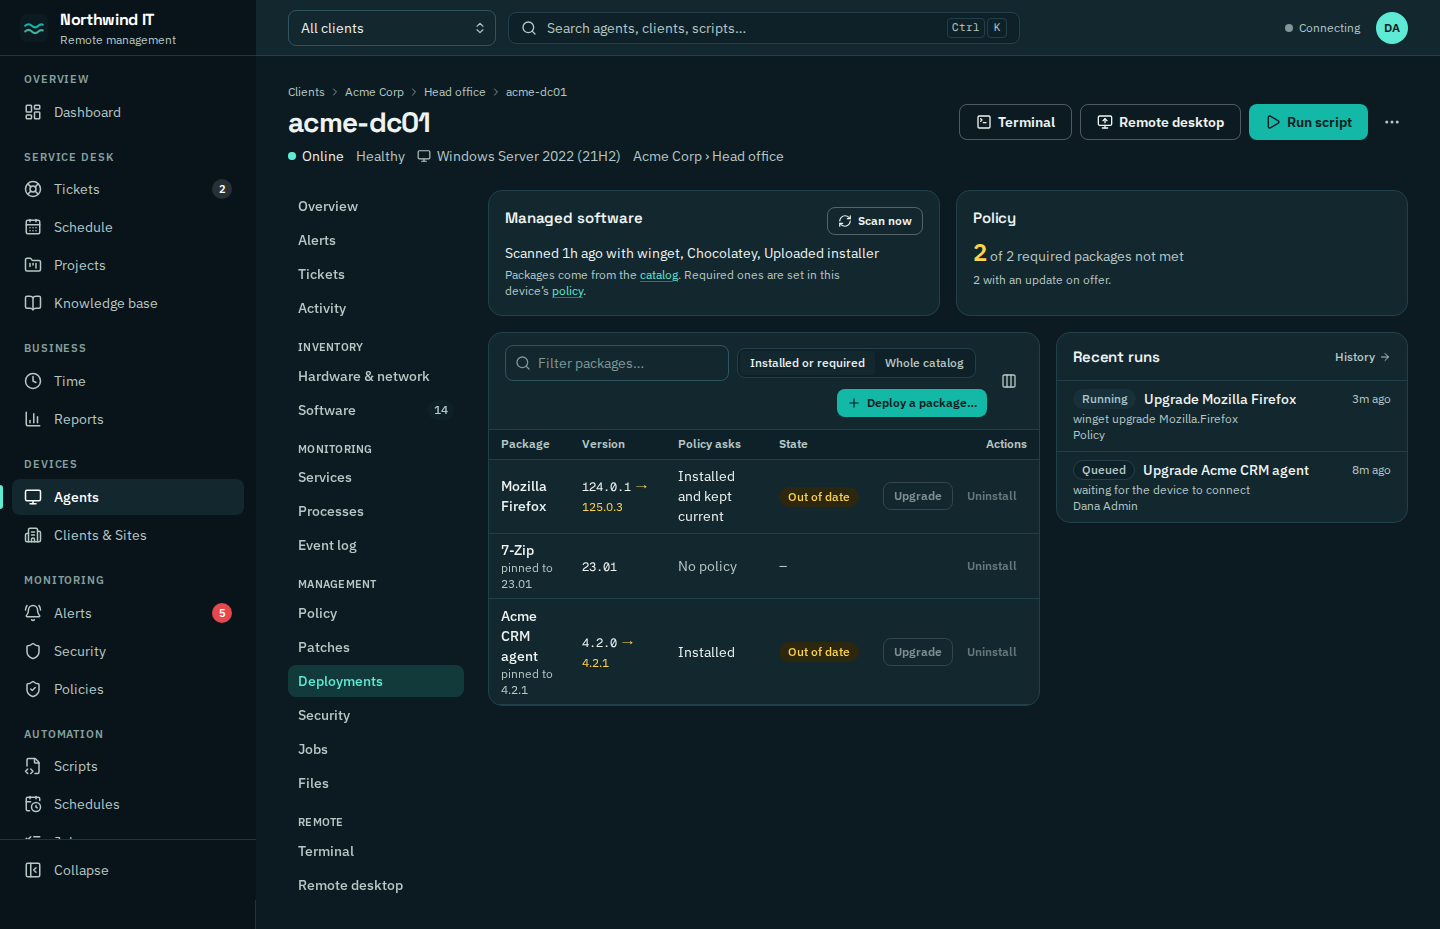 Northwind IT
Remote management
All clients
Search agents, clients, scripts...
Ctrl K
Connecting
DA
OVERVIEW
Dashboard
SERVICE DESK
Tickets 2
Schedule
Projects
Knowledge base
BUSINESS
Time
Reports
DEVICES
Agents
Clients & Sites
MONITORING
Alerts 5
Security
Policies
AUTOMATION
Scripts
Schedules
Collapse
Clients > Acme Corp > Head office > acme-dc01
acme-dc01
Terminal
Remote desktop
Run script
Online Healthy Windows Server 2022 (21H2) Acme Corp › Head office
Overview
Alerts
Tickets
Activity
INVENTORY
Hardware & network
Software 14
MONITORING
Services
Processes
Event log
MANAGEMENT
Policy
Patches
Deployments
Security
Jobs
Files
REMOTE
Terminal
Remote desktop
Managed software
Scan now
Scanned 1h ago with winget, Chocolatey, Uploaded installer
Packages come from the catalog. Required ones are set in this
device's policy.
Policy
2 of 2 required packages not met
2 with an update on offer.
Filter packages...
Installed or required
Whole catalog
Deploy a package...
Package Version Policy asks State Actions
Mozilla
Firefox
124.0.1 →
125.0.3
Installed
and kept
current
Out of date
Upgrade
Uninstall
7-Zip
pinned to
23.01
23.01
No policy
—
Uninstall
Acme
CRM
agent
pinned to
4.2.1
4.2.0 →
4.2.1
Installed
Out of date
Upgrade
Uninstall
Recent runs
History →
Running Upgrade Mozilla Firefox 3m ago
winget upgrade Mozilla.Firefox
Policy
Queued Upgrade Acme CRM agent 8m ago
waiting for the device to connect
Dana Admin